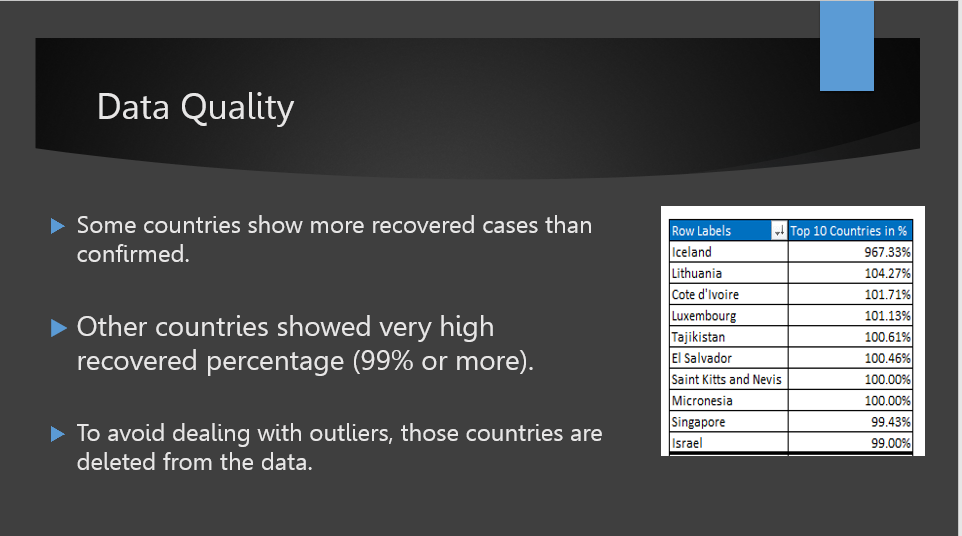 Data Quality
Some countries show more recovered cases than
confirmed.
Other countries showed very high
recovered percentage (99% or more).
To avoid dealing with outliers, those countries are
deleted from the data.
Row Labels Top 10 Countries in %
Iceland 967.33%
Lithuania 104.27%
Cote d'Ivoire 101.71%
Luxembourg 101.13%
Tajikistan 100.61%
El Salvador 100.46%
Saint Kitts and Nevis 100.00%
Micronesia 100.00%
Singapore 99.43%
Israel 99.00%